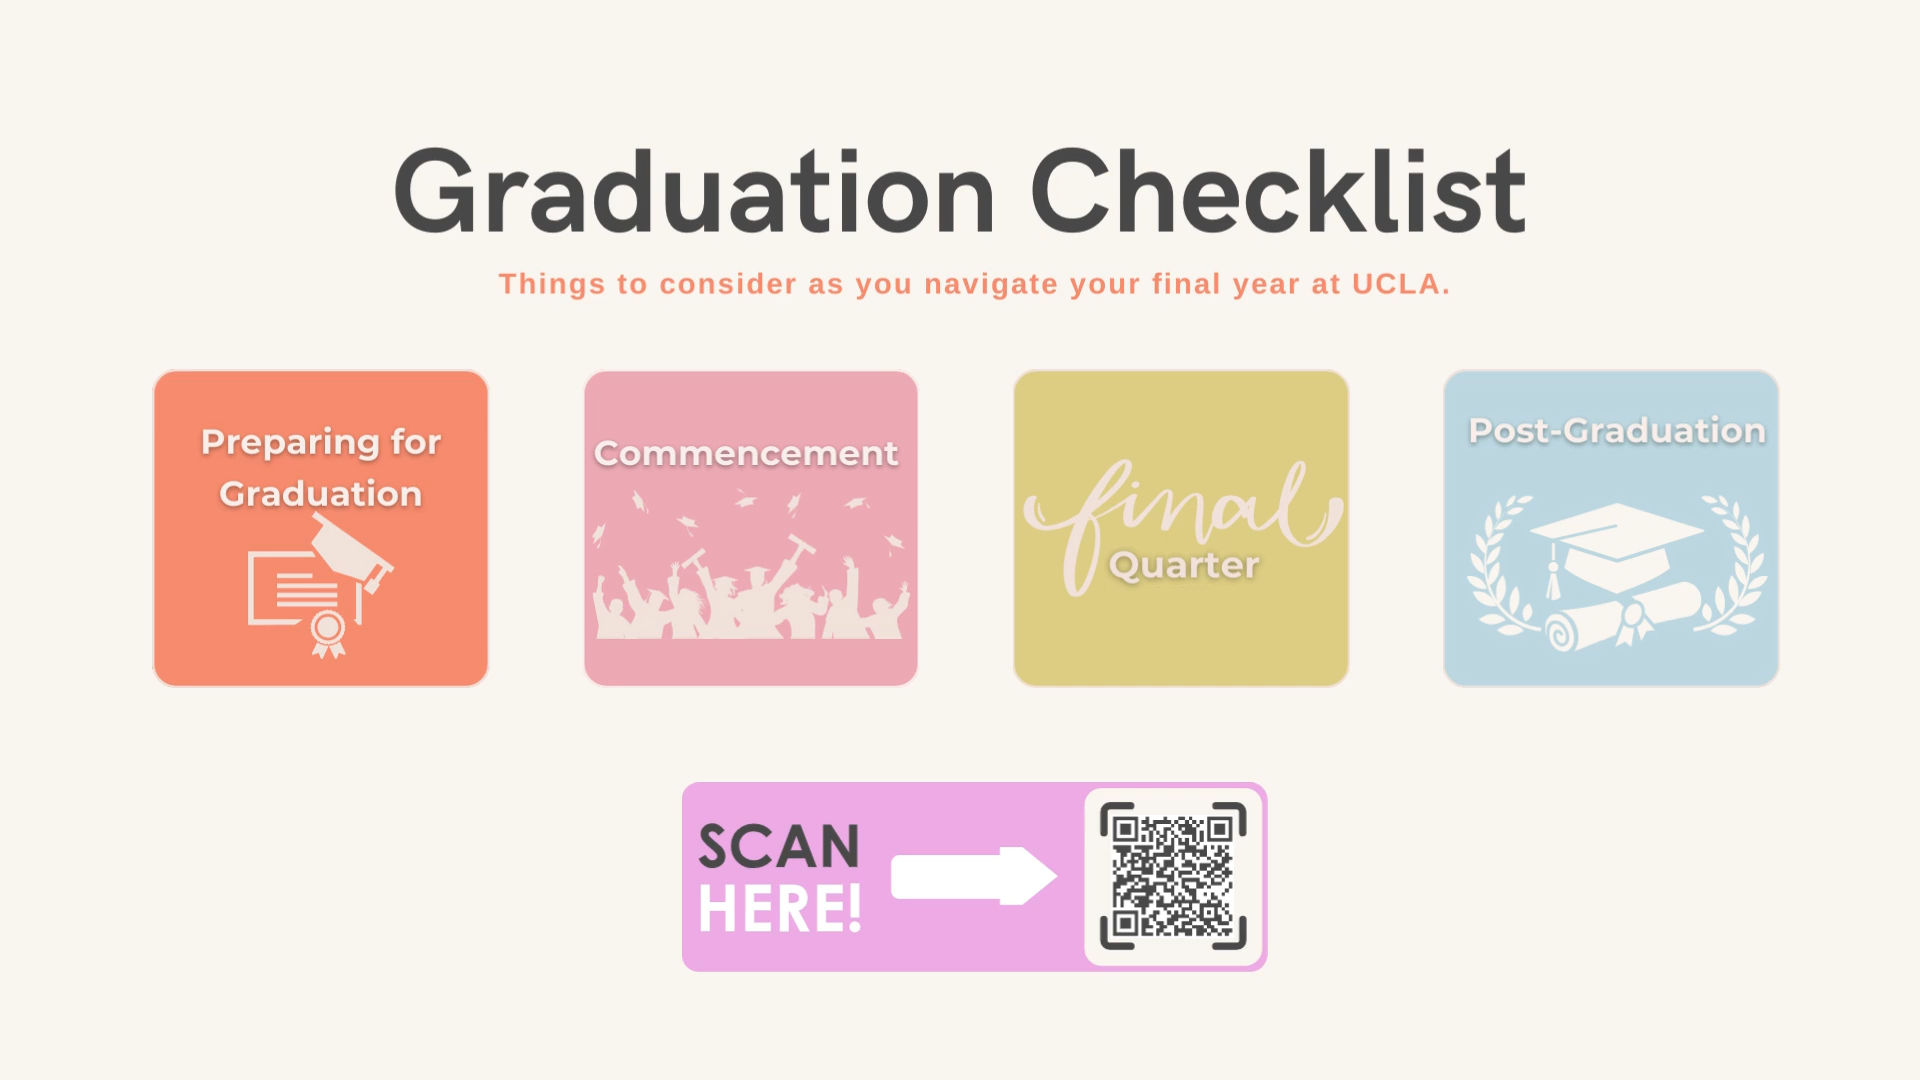 Graduation Checklist
Things to consider as you navigate your final year at UCLA.
Preparing for
Graduation
Commencement
final
Quarter
Post-Graduation
SCAN
HERE!